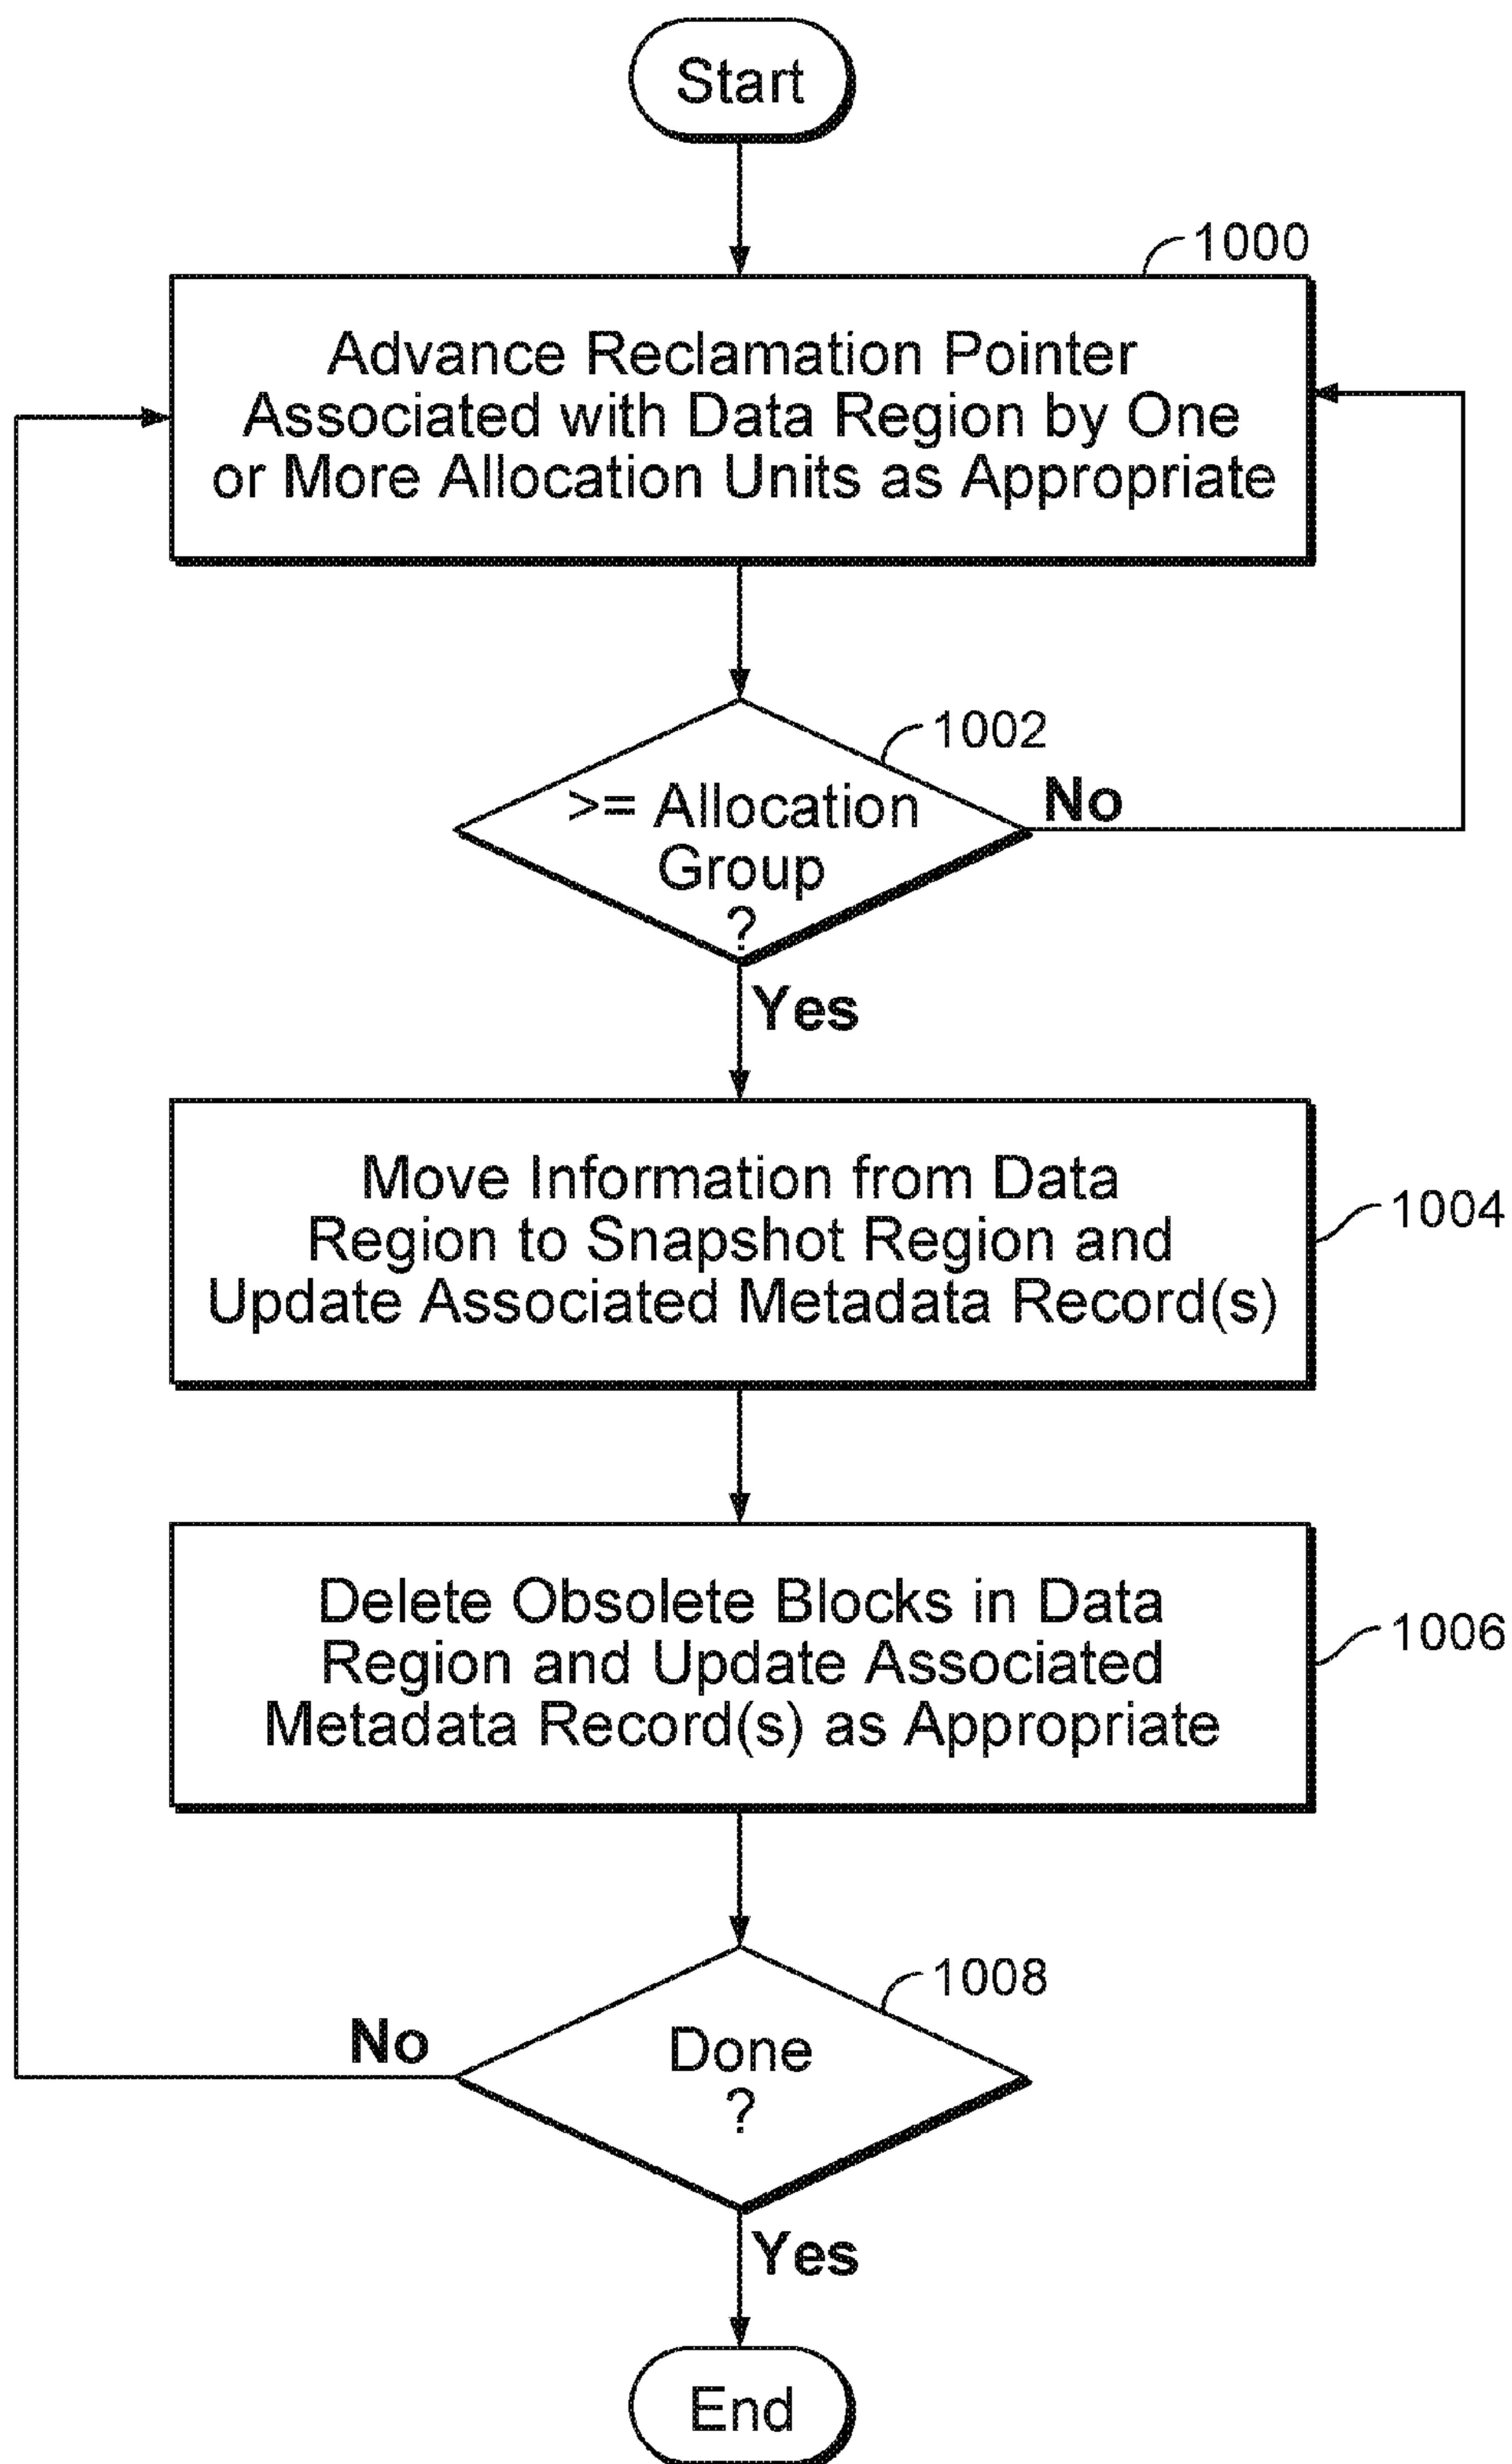 Start
1000
Advance Reclamation Pointer
Associated with Data Region by One
or More Allocation Units as Appropriate
1002
>= Allocation
Group
?
No
Yes
Move Information from Data
Region to Snapshot Region and
Update Associated Metadata Record(s)
1004
Delete Obsolete Blocks in Data
Region and Update Associated
Metadata Record(s) as Appropriate
1006
1008
No
Done
?
Yes
End